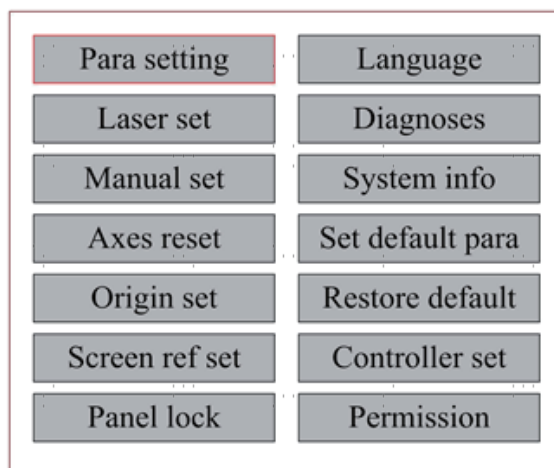 Para setting
Language
Laser set
Diagnoses
Manual set
System info
Axes reset
Set default para
Origin set
Restore default
Screen ref set
Controller set
Panel lock
Permission